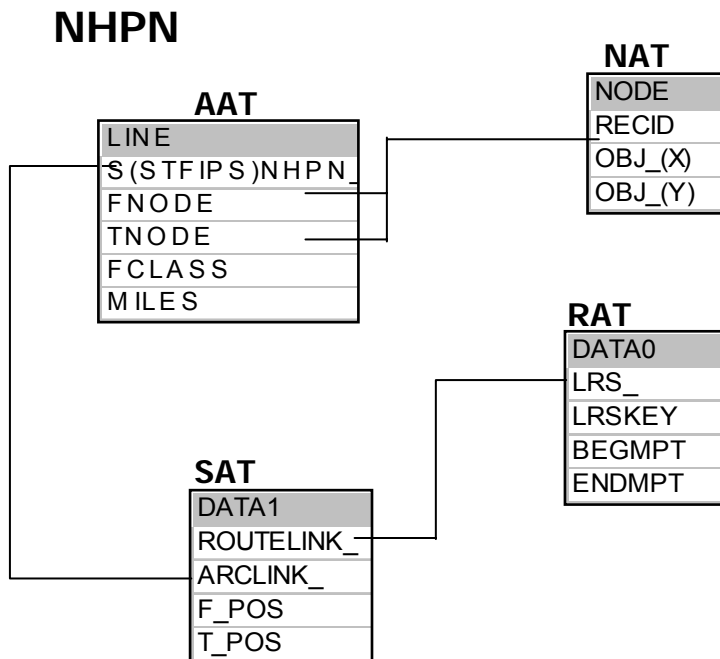 NHPN
AAT
LINE
S(STFIPS)NHPN_
FNODE
TNODE
FCLASS
MILES
NAT
NODE
RECID
OBJ_(X)
OBJ_(Y)
RAT
DATA0
LRS_
LRSKEY
BEGMPT
ENDMPT
SAT
DATA1
ROUTELINK_
ARCLINK_
F_POS
T_POS